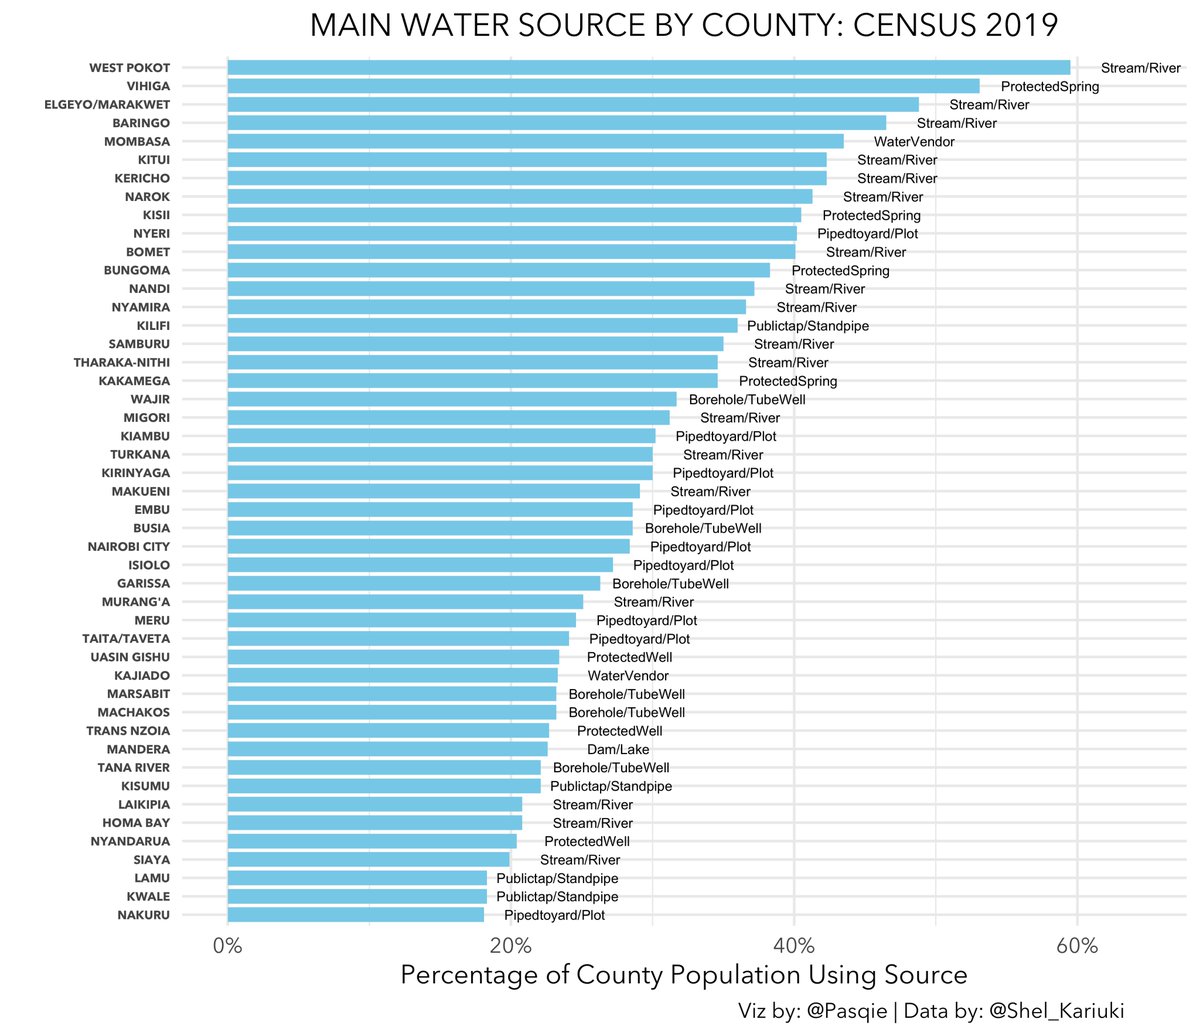 MAIN WATER SOURCE BY COUNTY: CENSUS 2019
WEST POKOT Stream/River
VIHIGA ProtectedSpring
ELGEYO/MARAKWET Stream/River
BARINGO Stream/River
MOMBASA WaterVendor
KITUI Stream/River
KERICHO Stream/River
NAROK Stream/River
KISII ProtectedSpring
NYERI Pipedtoyard/Plot
BOMET Stream/River
BUNGOMA ProtectedSpring
NANDI Stream/River
NYAMIRA Stream/River
KILIFI Publictap/Standpipe
SAMBURU Stream/River
THARAKA-NITHI Stream/River
KAKAMEGA ProtectedSpring
WAJIR Borehole/TubeWell
MIGORI Stream/River
KIAMBU Pipedtoyard/Plot
TURKANA Stream/River
KIRINYAGA Pipedtoyard/Plot
MAKUENI Stream/River
EMBU Pipedtoyard/Plot
BUSIA Borehole/TubeWell
NAIROBI CITY Pipedtoyard/Plot
ISIOLO Pipedtoyard/Plot
GARISSA Borehole/TubeWell
MURANG'A Stream/River
MERU Pipedtoyard/Plot
TAITA/TAVETA Pipedtoyard/Plot
UASIN GISHU ProtectedWell
KAJIADO WaterVendor
MARSABIT Borehole/TubeWell
MACHAKOS Borehole/TubeWell
TRANS NZOIA ProtectedWell
MANDERA Dam/Lake
TANA RIVER Borehole/TubeWell
KISUMU Publictap/Standpipe
LAIKIPIA Stream/River
HOMA BAY Stream/River
NYANDARUA ProtectedWell
SIAYA Stream/River
LAMU Publictap/Standpipe
KWALE Publictap/Standpipe
NAKURU Pipedtoyard/Plot
0% 20% 40% 60%
Percentage of County Population Using Source
Viz by: @Pasqie | Data by: @Shel_Kariuki